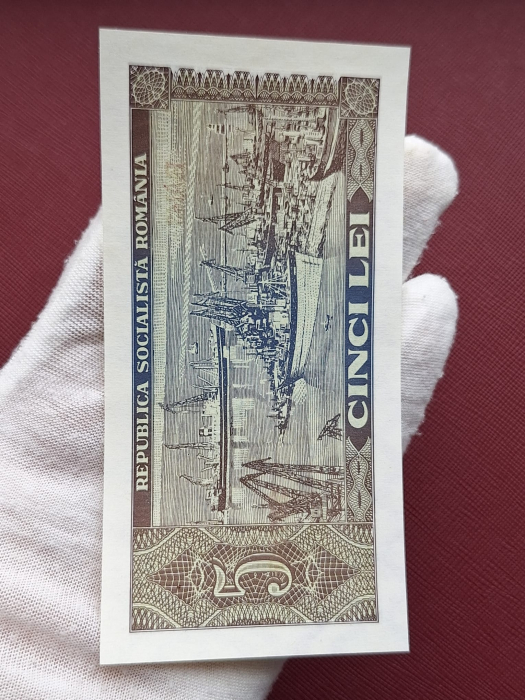 REPUBLICA SOCIALISTĂ ROMÂNIA
CINCI LEI
5